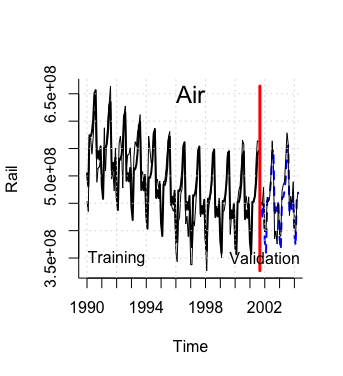 Air
6.5e+08
5.0e+08
3.5e+08
Rail
Training
Validation
1990
1994
1998
2002
Time